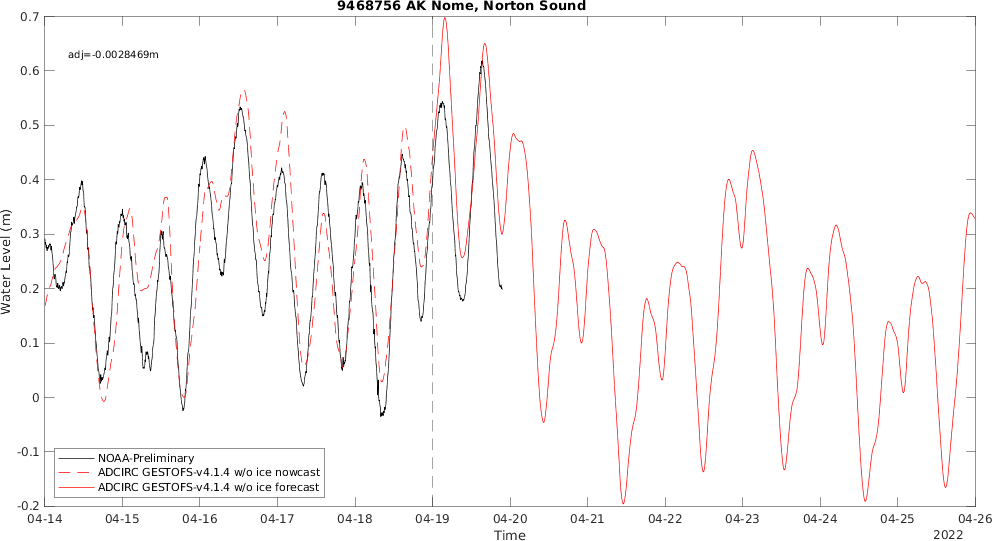 9468756 AK Nome, Norton Sound
adj=-0.0028469m
Water Level (m)
0.7
0.6
0.5
0.4
0.3
0.2
0.1
0
-0.1
-0.2
NOAA-Preliminary
ADCIRC GESTOFS-v4.1.4 w/o ice nowcast
ADCIRC GESTOFS-v4.1.4 w/o ice forecast
04-14 04-15 04-16 04-17 04-18 04-19 04-20 04-21 04-22 04-23 04-24 04-25 04-26
Time
2022